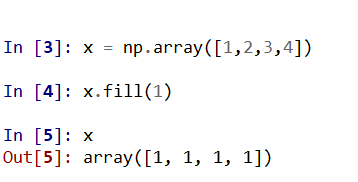 In [3]: x = np.array([1,2,3,4])
In [4]: x.fill(1)
In [5]: x
Out[5]: array([1, 1, 1, 1])